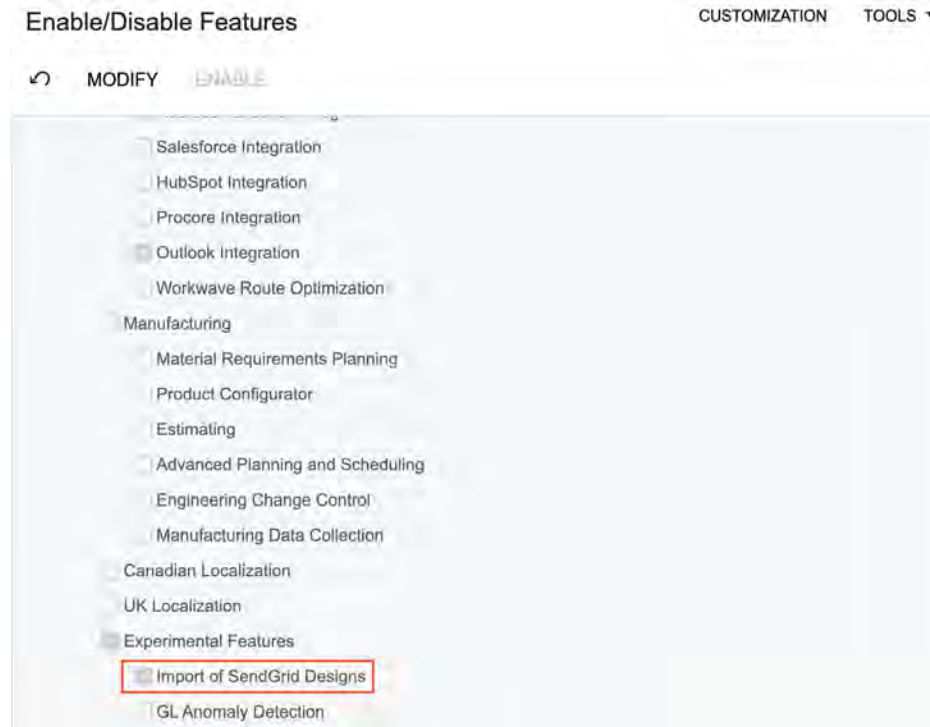 Enable/Disable Features
CUSTOMIZATION TOOLS
MODIFY ENABLE
Salesforce Integration
HubSpot Integration
Procore Integration
Outlook Integration
Workwave Route Optimization
Manufacturing
Material Requirements Planning
Product Configurator
Estimating
Advanced Planning and Scheduling
Engineering Change Control
Manufacturing Data Collection
Canadian Localization
UK Localization
Experimental Features
Import of SendGrid Designs
GL Anomaly Detection